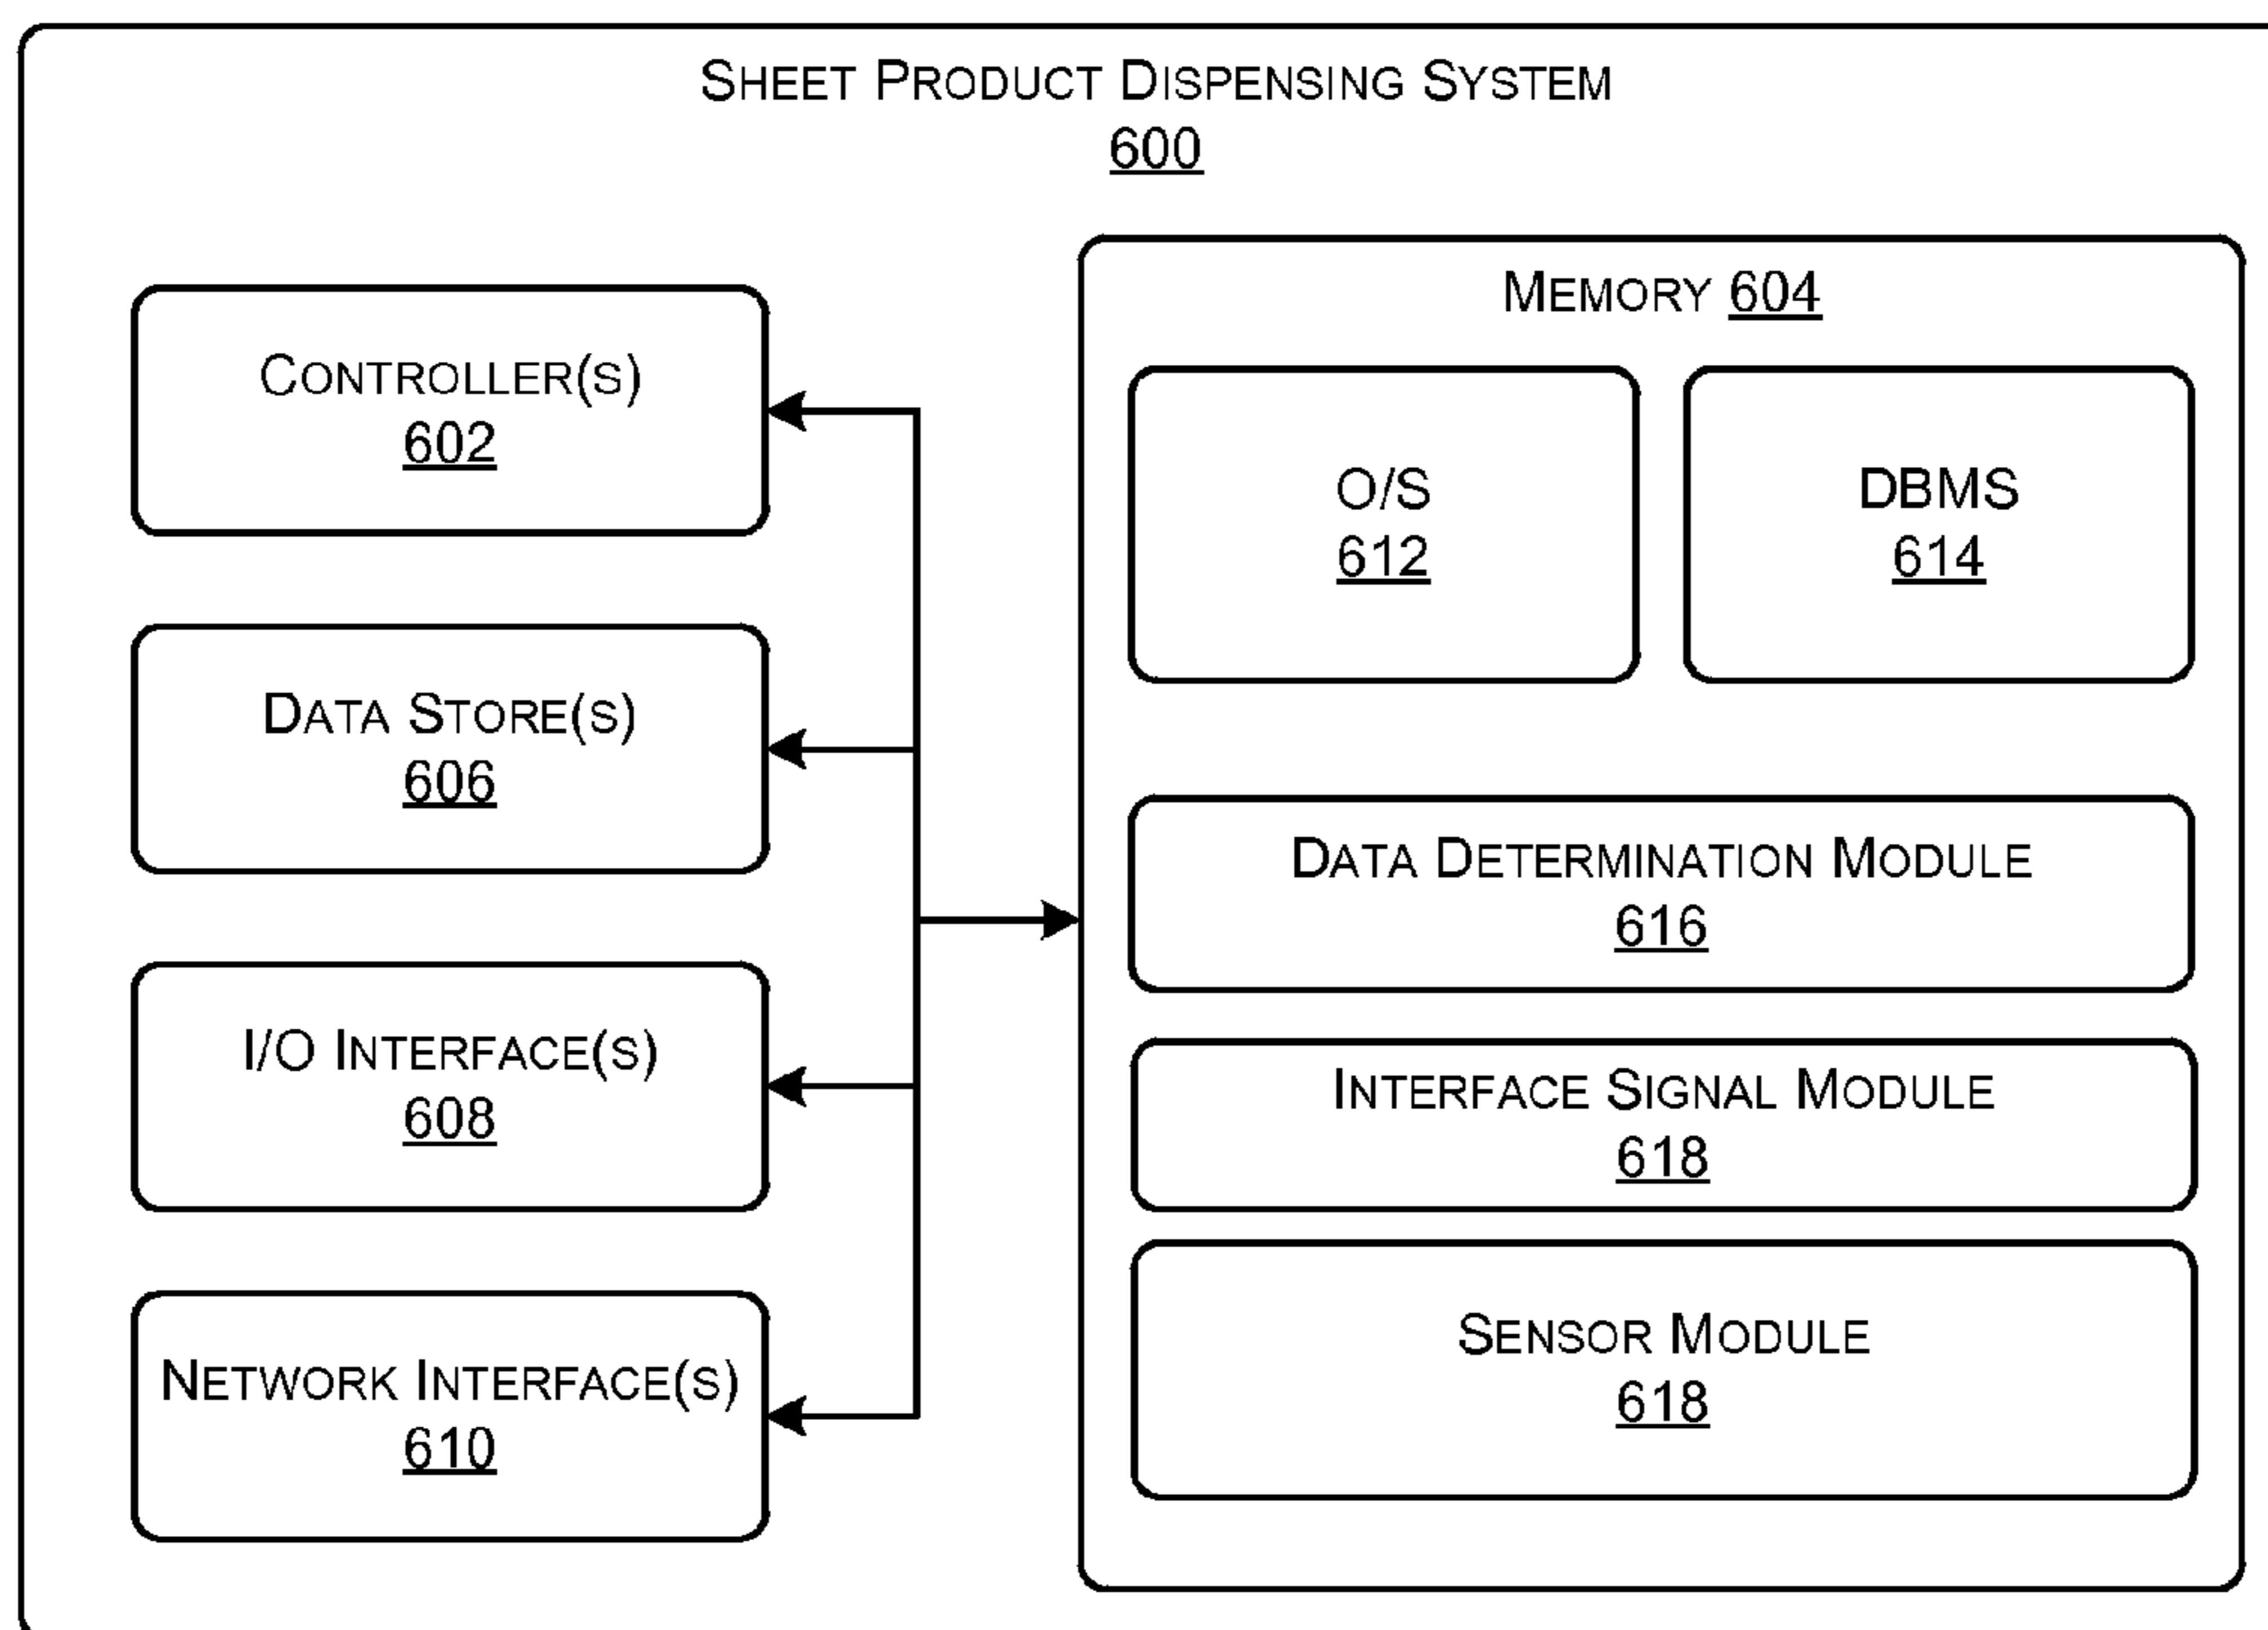 SHEET PRODUCT DISPENSING SYSTEM
600
CONTROLLER(S)
602
DATA STORE(S)
606
I/O INTERFACE(S)
608
NETWORK INTERFACE(S)
610
MEMORY 604
O/S
612
DBMS
614
DATA DETERMINATION MODULE
616
INTERFACE SIGNAL MODULE
618
SENSOR MODULE
618